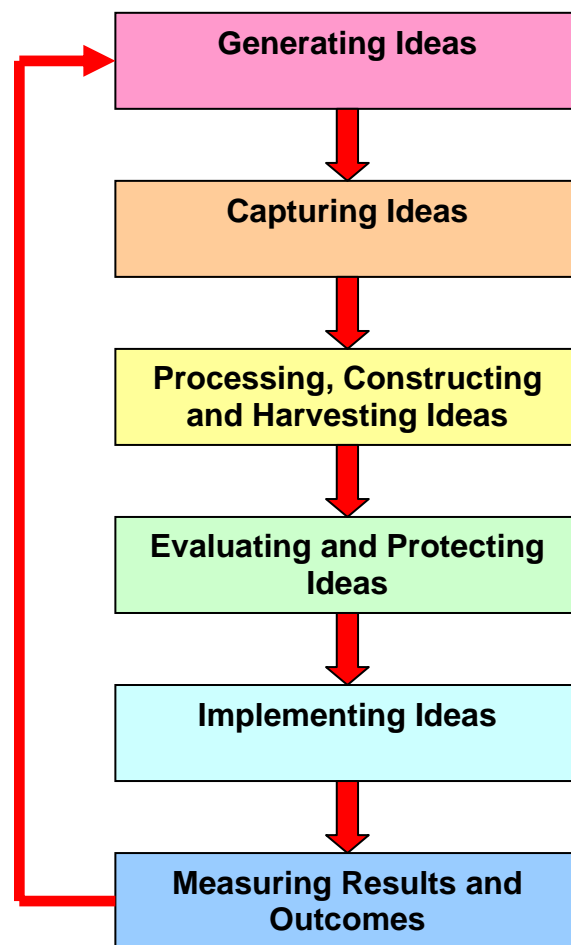 Generating Ideas
Capturing Ideas
Processing, Constructing
and Harvesting Ideas
Evaluating and Protecting
Ideas
Implementing Ideas
Measuring Results and
Outcomes